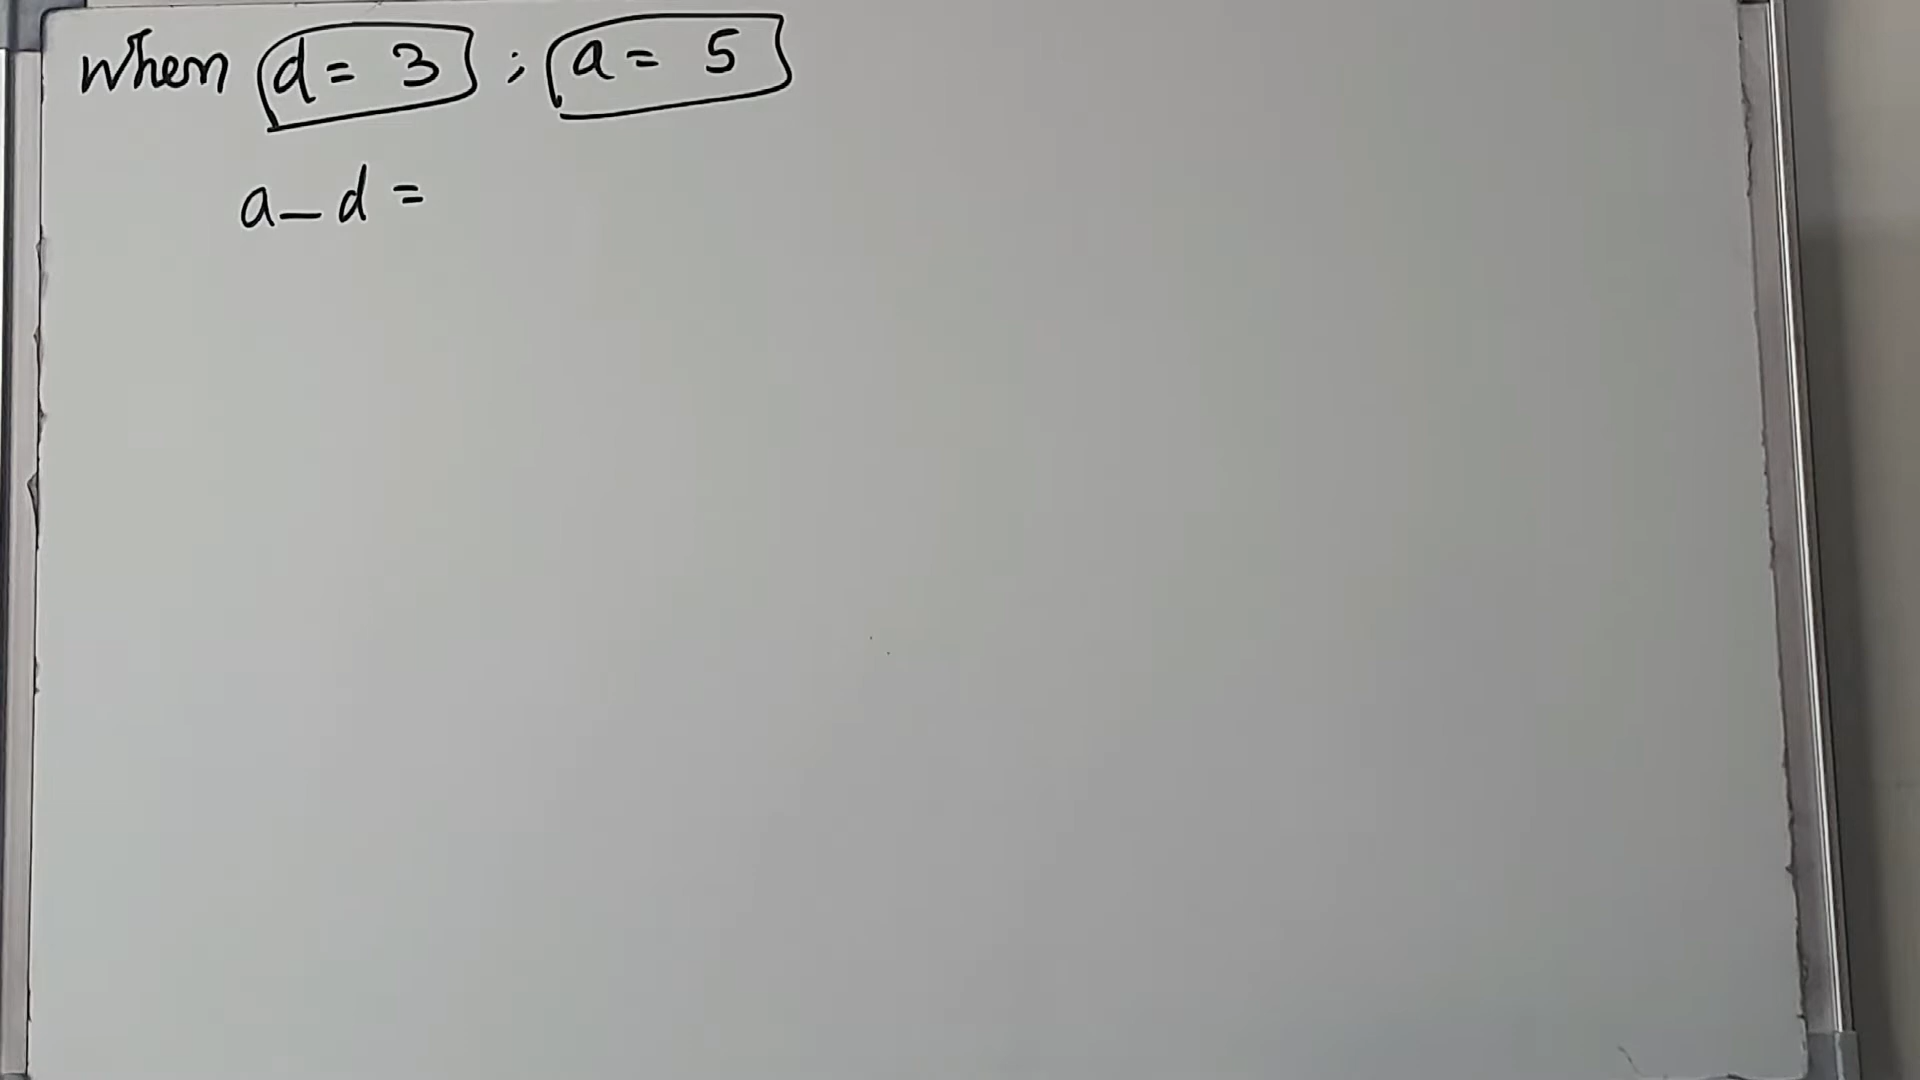 when d = 3 ; a = 5
a - d =